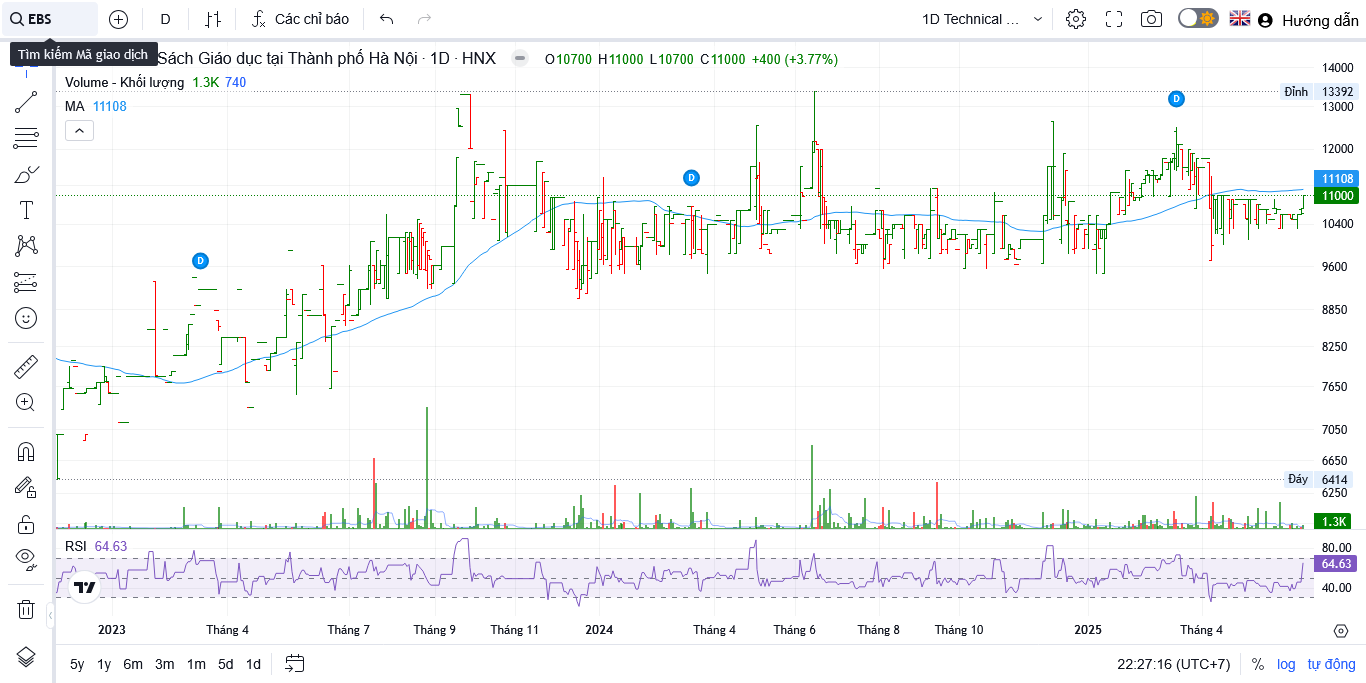 EBS D Các chỉ báo 1D Technical ... Hướng dẫn
Tìm kiếm Mã giao dịch
Sách Giáo dục tại Thành phố Hà Nội · 1D · HNX O10700 H11000 L10700 C11000 +400 (+3.77%)
Volume - Khối lượng 1.3K 740
MA 11108
14000
Đỉnh 13392
13000
12000
11108
11000
10400
9600
8850
8250
7650
7050
6650
Đáy 6414
6250
1.3K
D
D
D
RSI 64.63
80.00
64.63
40.00
2023 Tháng 4 Tháng 7 Tháng 9 Tháng 11 2024 Tháng 4 Tháng 6 Tháng 8 Tháng 10 2025 Tháng 4
5y 1y 6m 3m 1m 5d 1d 22:27:16 (UTC+7) % log tự động